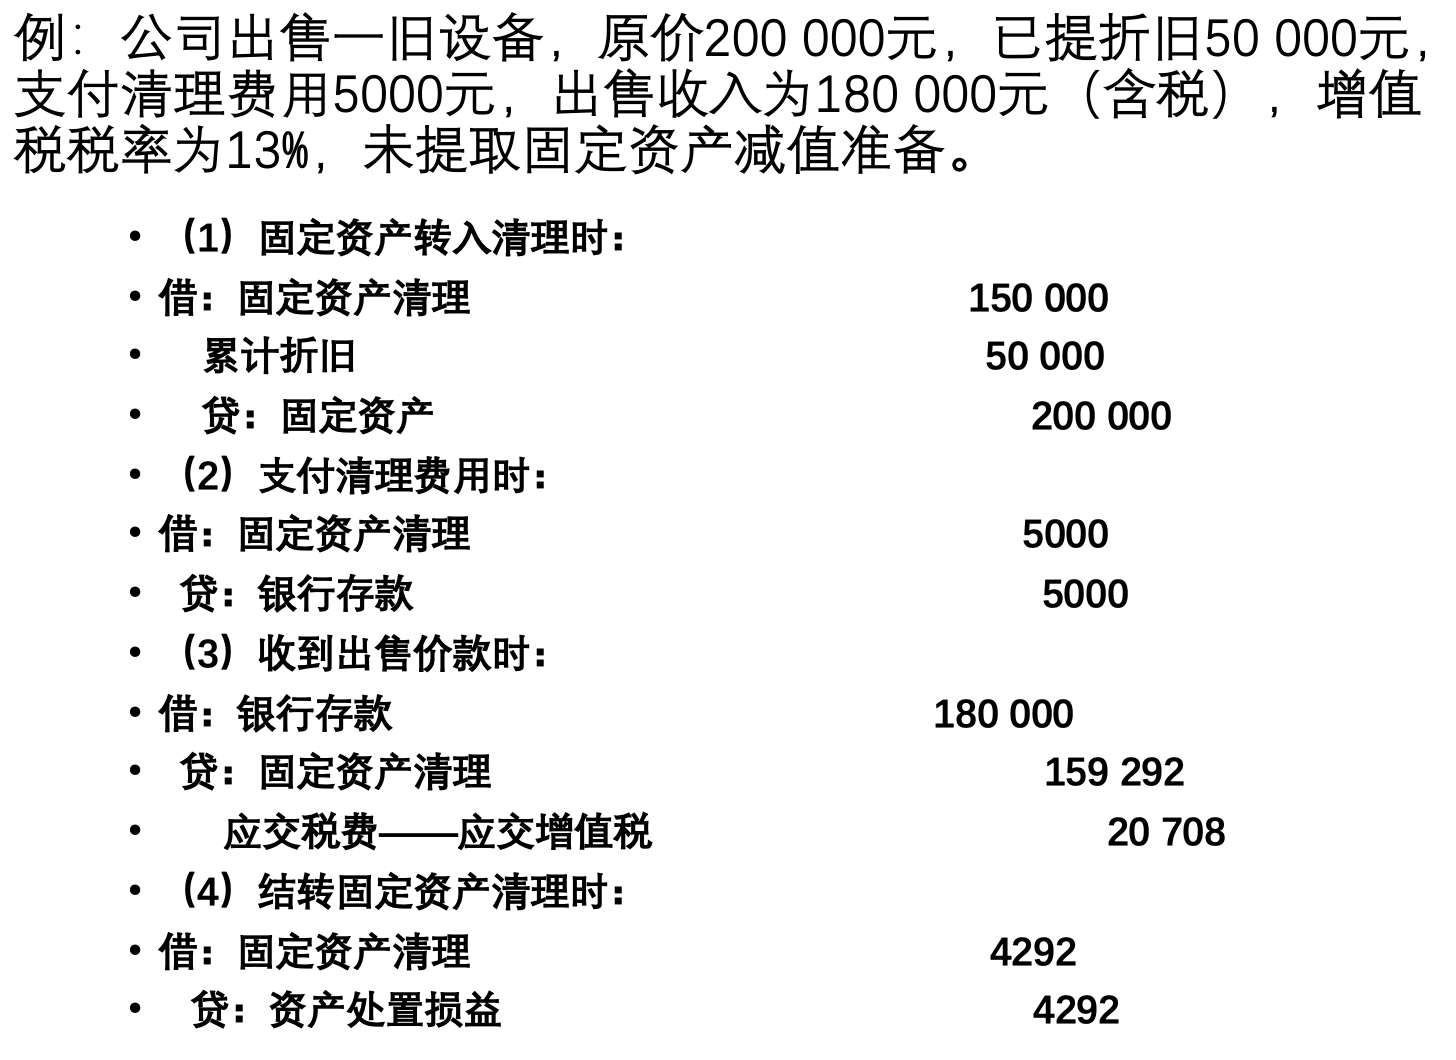 例：公司出售一旧设备，原价200 000元，已提折旧50 000元，
支付清理费用5000元，出售收入为180 000元（含税），增值
税税率为13%，未提取固定资产减值准备。
• （1）固定资产转入清理时：
• 借：固定资产清理 150 000
• 累计折旧 50 000
• 贷：固定资产 200 000
• （2）支付清理费用时：
• 借：固定资产清理 5000
• 贷：银行存款 5000
• （3）收到出售价款时：
• 借：银行存款 180 000
• 贷：固定资产清理 159 292
• 应交税费——应交增值税 20 708
• （4）结转固定资产清理时：
• 借：固定资产清理 4292
• 贷：资产处置损益 4292